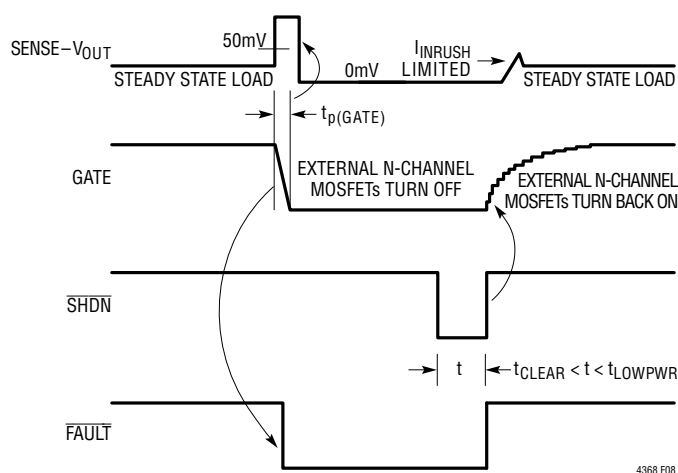 SENSE–VOUT
50mV
0mV
IINRUSH
LIMITED
STEADY STATE LOAD
STEADY STATE LOAD
tp(GATE)
GATE
EXTERNAL N-CHANNEL
MOSFETs TURN OFF
EXTERNAL N-CHANNEL
MOSFETs TURN BACK ON
SHDN
t
tCLEAR < t < tLOWPWR
FAULT
4368 F08